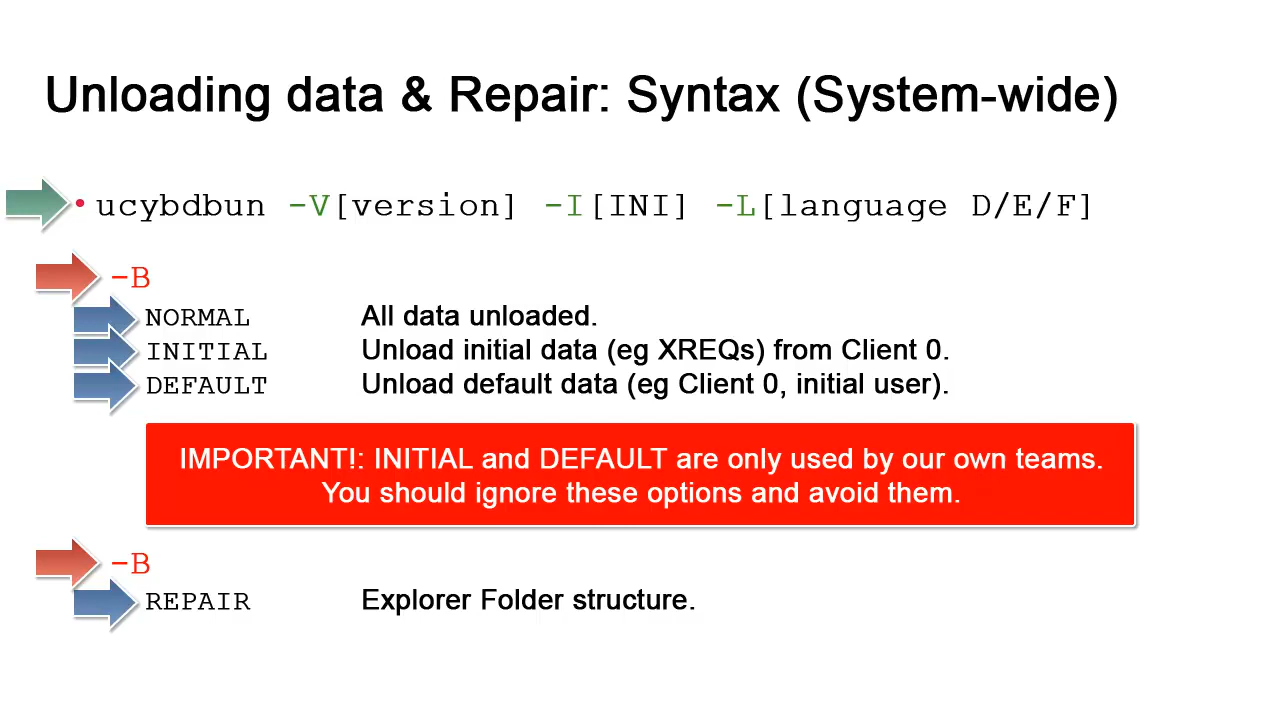 Unloading data & Repair: Syntax (System-wide)
• ucybdbun -V[version] -I[INI] -L[language D/E/F]
-B
NORMAL All data unloaded.
INITIAL Unload initial data (eg XREQs) from Client 0.
DEFAULT Unload default data (eg Client 0, initial user).
IMPORTANT!: INITIAL and DEFAULT are only used by our own teams.
You should ignore these options and avoid them.
-B
REPAIR Explorer Folder structure.